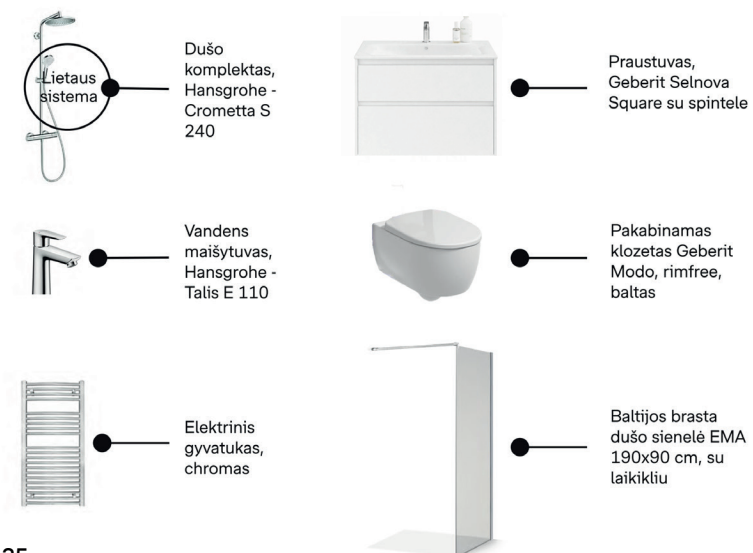 Lietaus
sistema
Dušo
komplektas,
Hansgrohe -
Crometta S
240
Praustuvas,
Geberit Selnova
Square su spintele
Vandens
maišytuvas,
Hansgrohe -
Talis E 110
Pakabinamas
klozetas Geberit
Modo, rimfree,
baltas
Elektrinis
gyvatukas,
chromas
Baltijos brasta
dušo sienelė EMA
190x90 cm, su
laikikliu